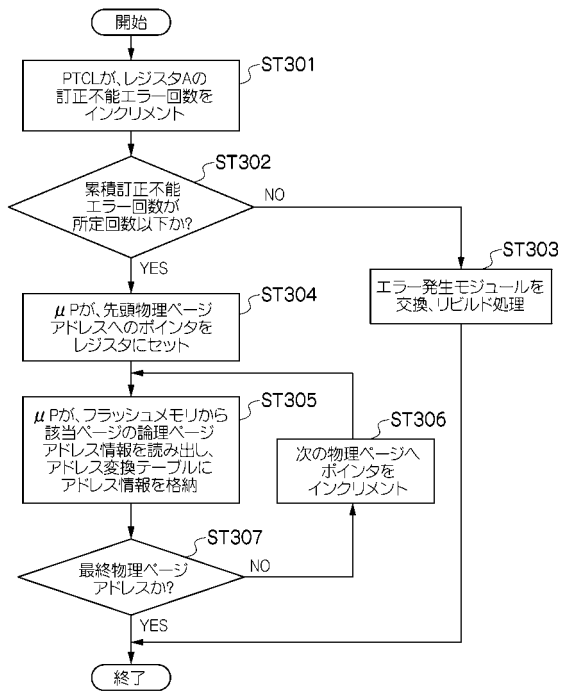 開始
ST301
PTCLが、レジスタAの
訂正不能エラー回数を
インクリメント
ST302
累積訂正不能
エラー回数が
所定回数以下か?
NO
YES
ST303
エラー発生モジュールを
交換、リビルド処理
ST304
μPが、先頭物理ページ
アドレスへのポインタを
レジスタにセット
ST305
μPが、フラッシュメモリから
該当ページの論理ページ
アドレス情報を読み出し、
アドレス変換テーブルに
アドレス情報を格納
ST306
次の物理ページへ
ポインタを
インクリメント
ST307
最終物理ページ
アドレスか?
NO
YES
終了